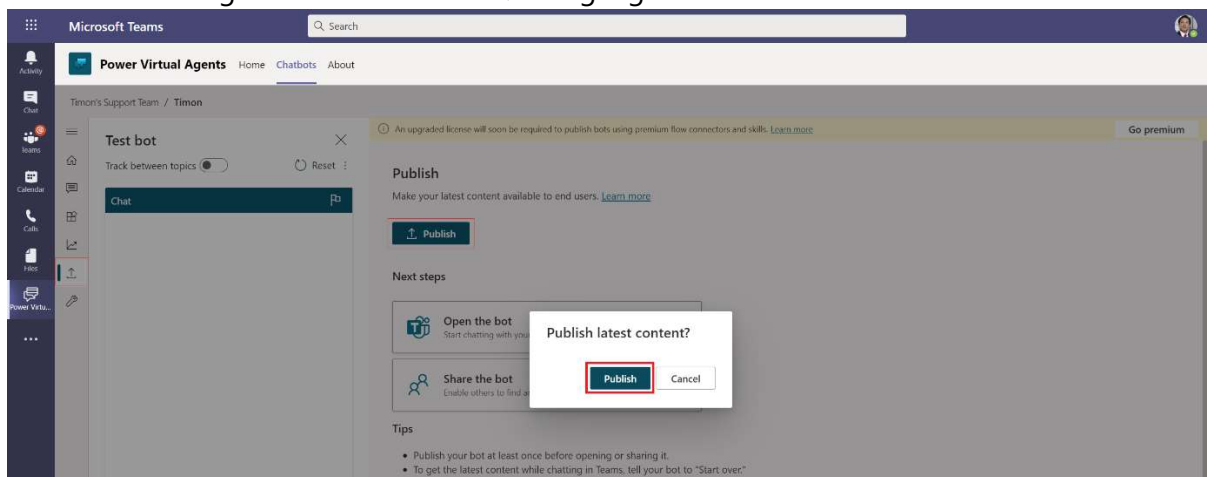 Microsoft Teams
Search
Activity
Chat
Teams
Calendar
Calls
Files
Power Virtu...
Power Virtual Agents Home Chatbots About
Timon's Support Team / Timon
Test bot
Track between topics Reset
Chat
An upgraded license will soon be required to publish bots using premium flow connectors and skills. Learn more
Go premium
Publish
Make your latest content available to end users. Learn more
Publish
Next steps
Open the bot
Start chatting with your
Share the bot
Enable others to find a
Publish latest content?
Publish Cancel
Tips
• Publish your bot at least once before opening or sharing it.
• To get the latest content while chatting in Teams, tell your bot to "Start over."